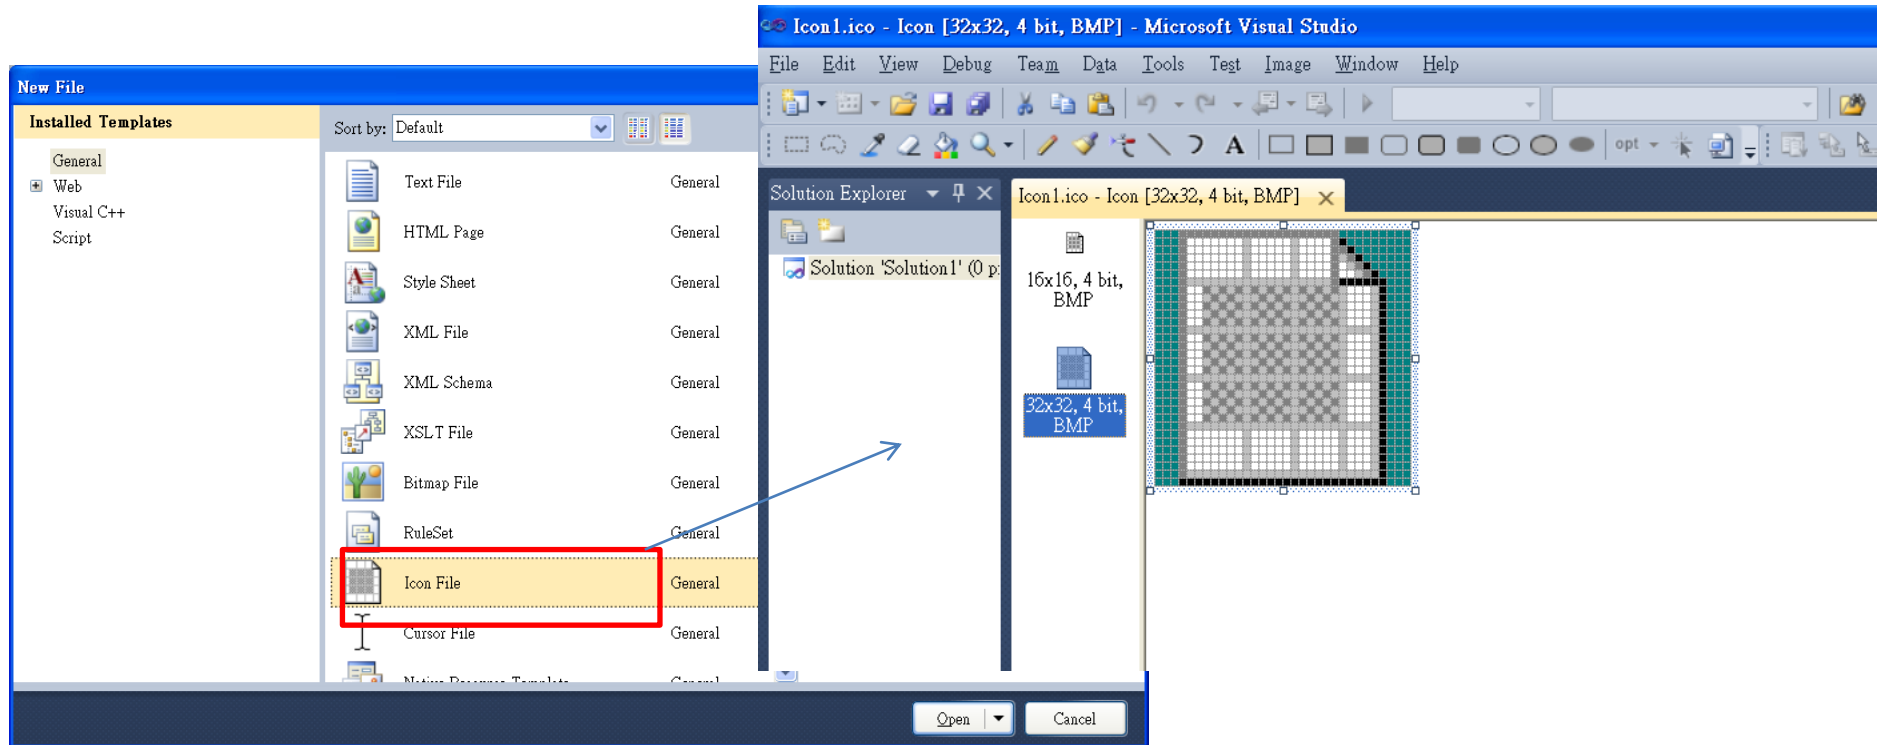 New File
Installed Templates
General
Web
Visual C++
Script
Sort by: Default
Text File General
HTML Page General
Style Sheet General
XML File General
XML Schema General
XSLT File General
Bitmap File General
RuleSet General
Icon File General
Cursor File General
Open
Cancel
Icon1.ico - Icon [32x32, 4 bit, BMP] - Microsoft Visual Studio
File Edit View Debug Team Data Tools Test Image Window Help
A
opt
Solution Explorer
Solution 'Solution1' (0 p
Icon1.ico - Icon [32x32, 4 bit, BMP]
16x16, 4 bit,
BMP
32x32, 4 bit,
BMP